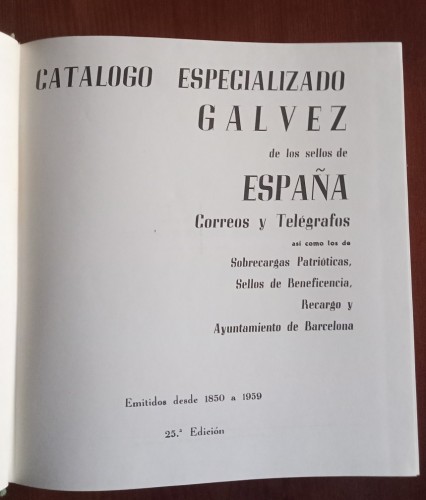 CATALOGO ESPECIALIZADO
GALVEZ
de los sellos de
ESPAÑA
Correos y Telégrafos
así como los de
Sobrecargas Patrióticas,
Sellos de Beneficencia,
Recargo y
Ayuntamiento de Barcelona
Emitidos desde 1850 a 1959
25.ª Edición